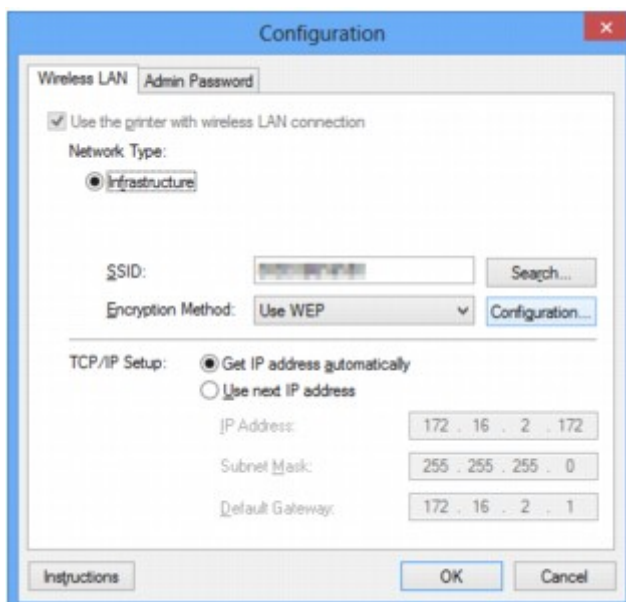 Configuration
Wireless LAN Admin Password
Use the printer with wireless LAN connection
Network Type:
Infrastructure
SSID: Search...
Encryption Method: Use WEP Configuration...
TCP/IP Setup: Get IP address automatically
Use next IP address
IP Address: 172 . 16 . 2 . 172
Subnet Mask: 255 . 255 . 255 . 0
Default Gateway: 172 . 16 . 2 . 1
Instructions OK Cancel